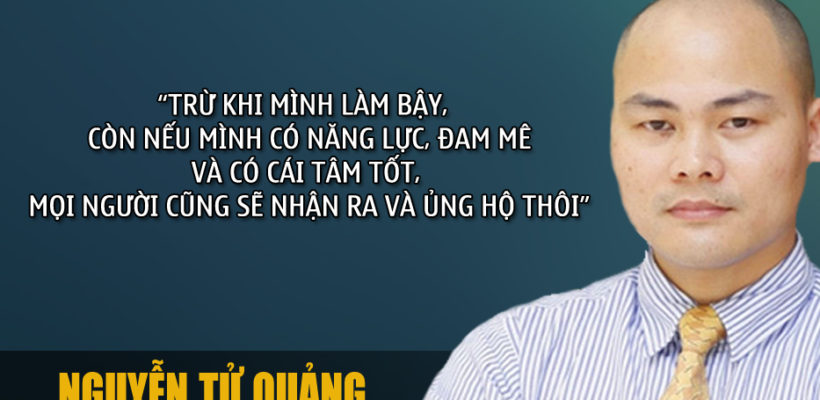 “TRỪ KHI MÌNH LÀM BẬY,
CÒN NẾU MÌNH CÓ NĂNG LỰC, ĐAM MÊ
VÀ CÓ CÁI TÂM TỐT,
MỌI NGƯỜI CŨNG SẼ NHẬN RA VÀ ỦNG HỘ THÔI”
NGUYỄN TỬ QUẢNG